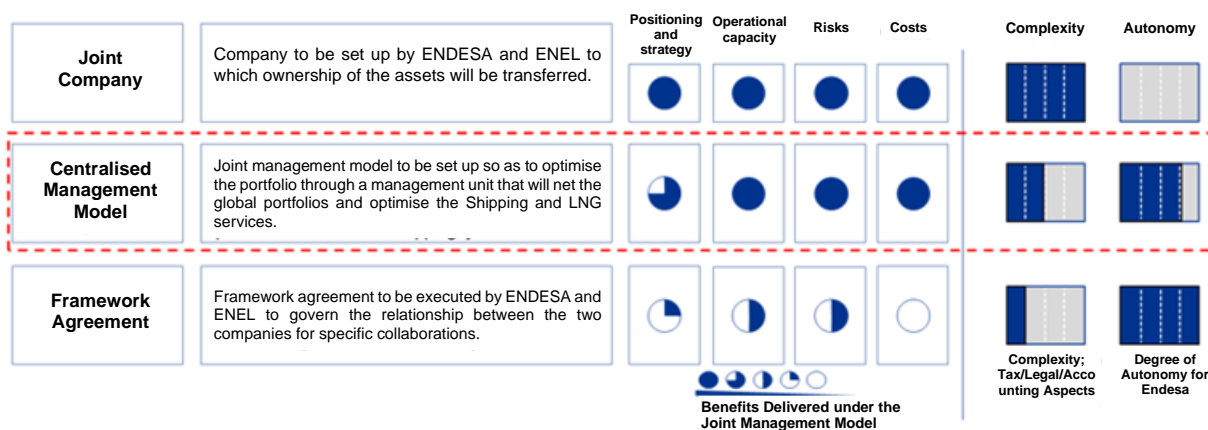 Positioning and strategy
Operational capacity
Risks
Costs
Complexity
Autonomy
Joint
Company
Company to be set up by ENDESA and ENEL to
which ownership of the assets will be transferred.
Centralised
Management
Model
Joint management model to be set up so as to optimise
the portfolio through a management unit that will net the
global portfolios and optimise the Shipping and LNG
services.
Framework
Agreement
Framework agreement to be executed by ENDESA and
ENEL to govern the relationship between the two
companies for specific collaborations.
Complexity;
Tax/Legal/Acco
unting Aspects
Degree of
Autonomy for
Endesa
Benefits Delivered under the
Joint Management Model